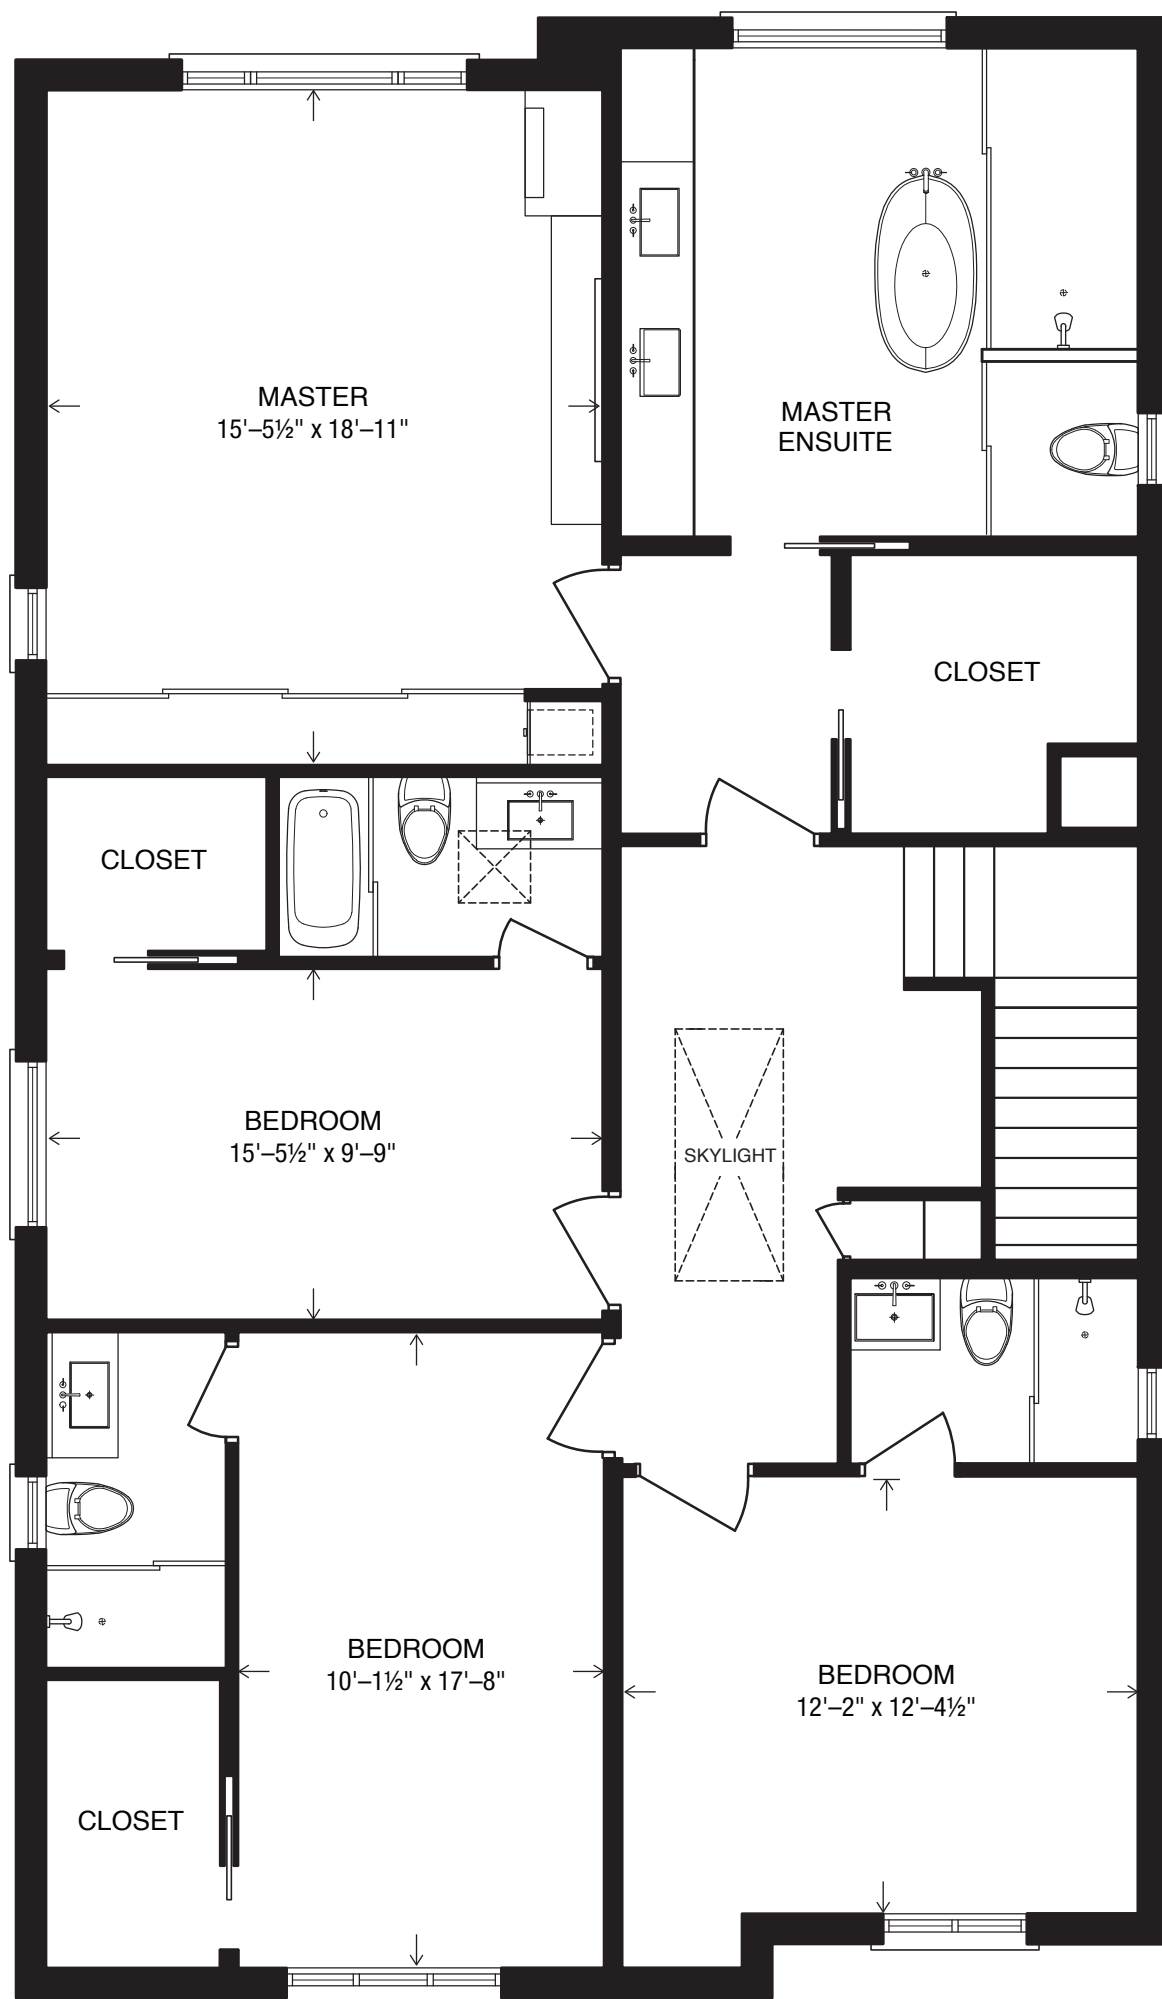 MASTER
15'–5½" x 18'–11"
MASTER
ENSUITE
CLOSET
CLOSET
BEDROOM
15'–5½" x 9'–9"
SKYLIGHT
BEDROOM
10'–1½" x 17'–8"
BEDROOM
12'–2" x 12'–4½"
CLOSET